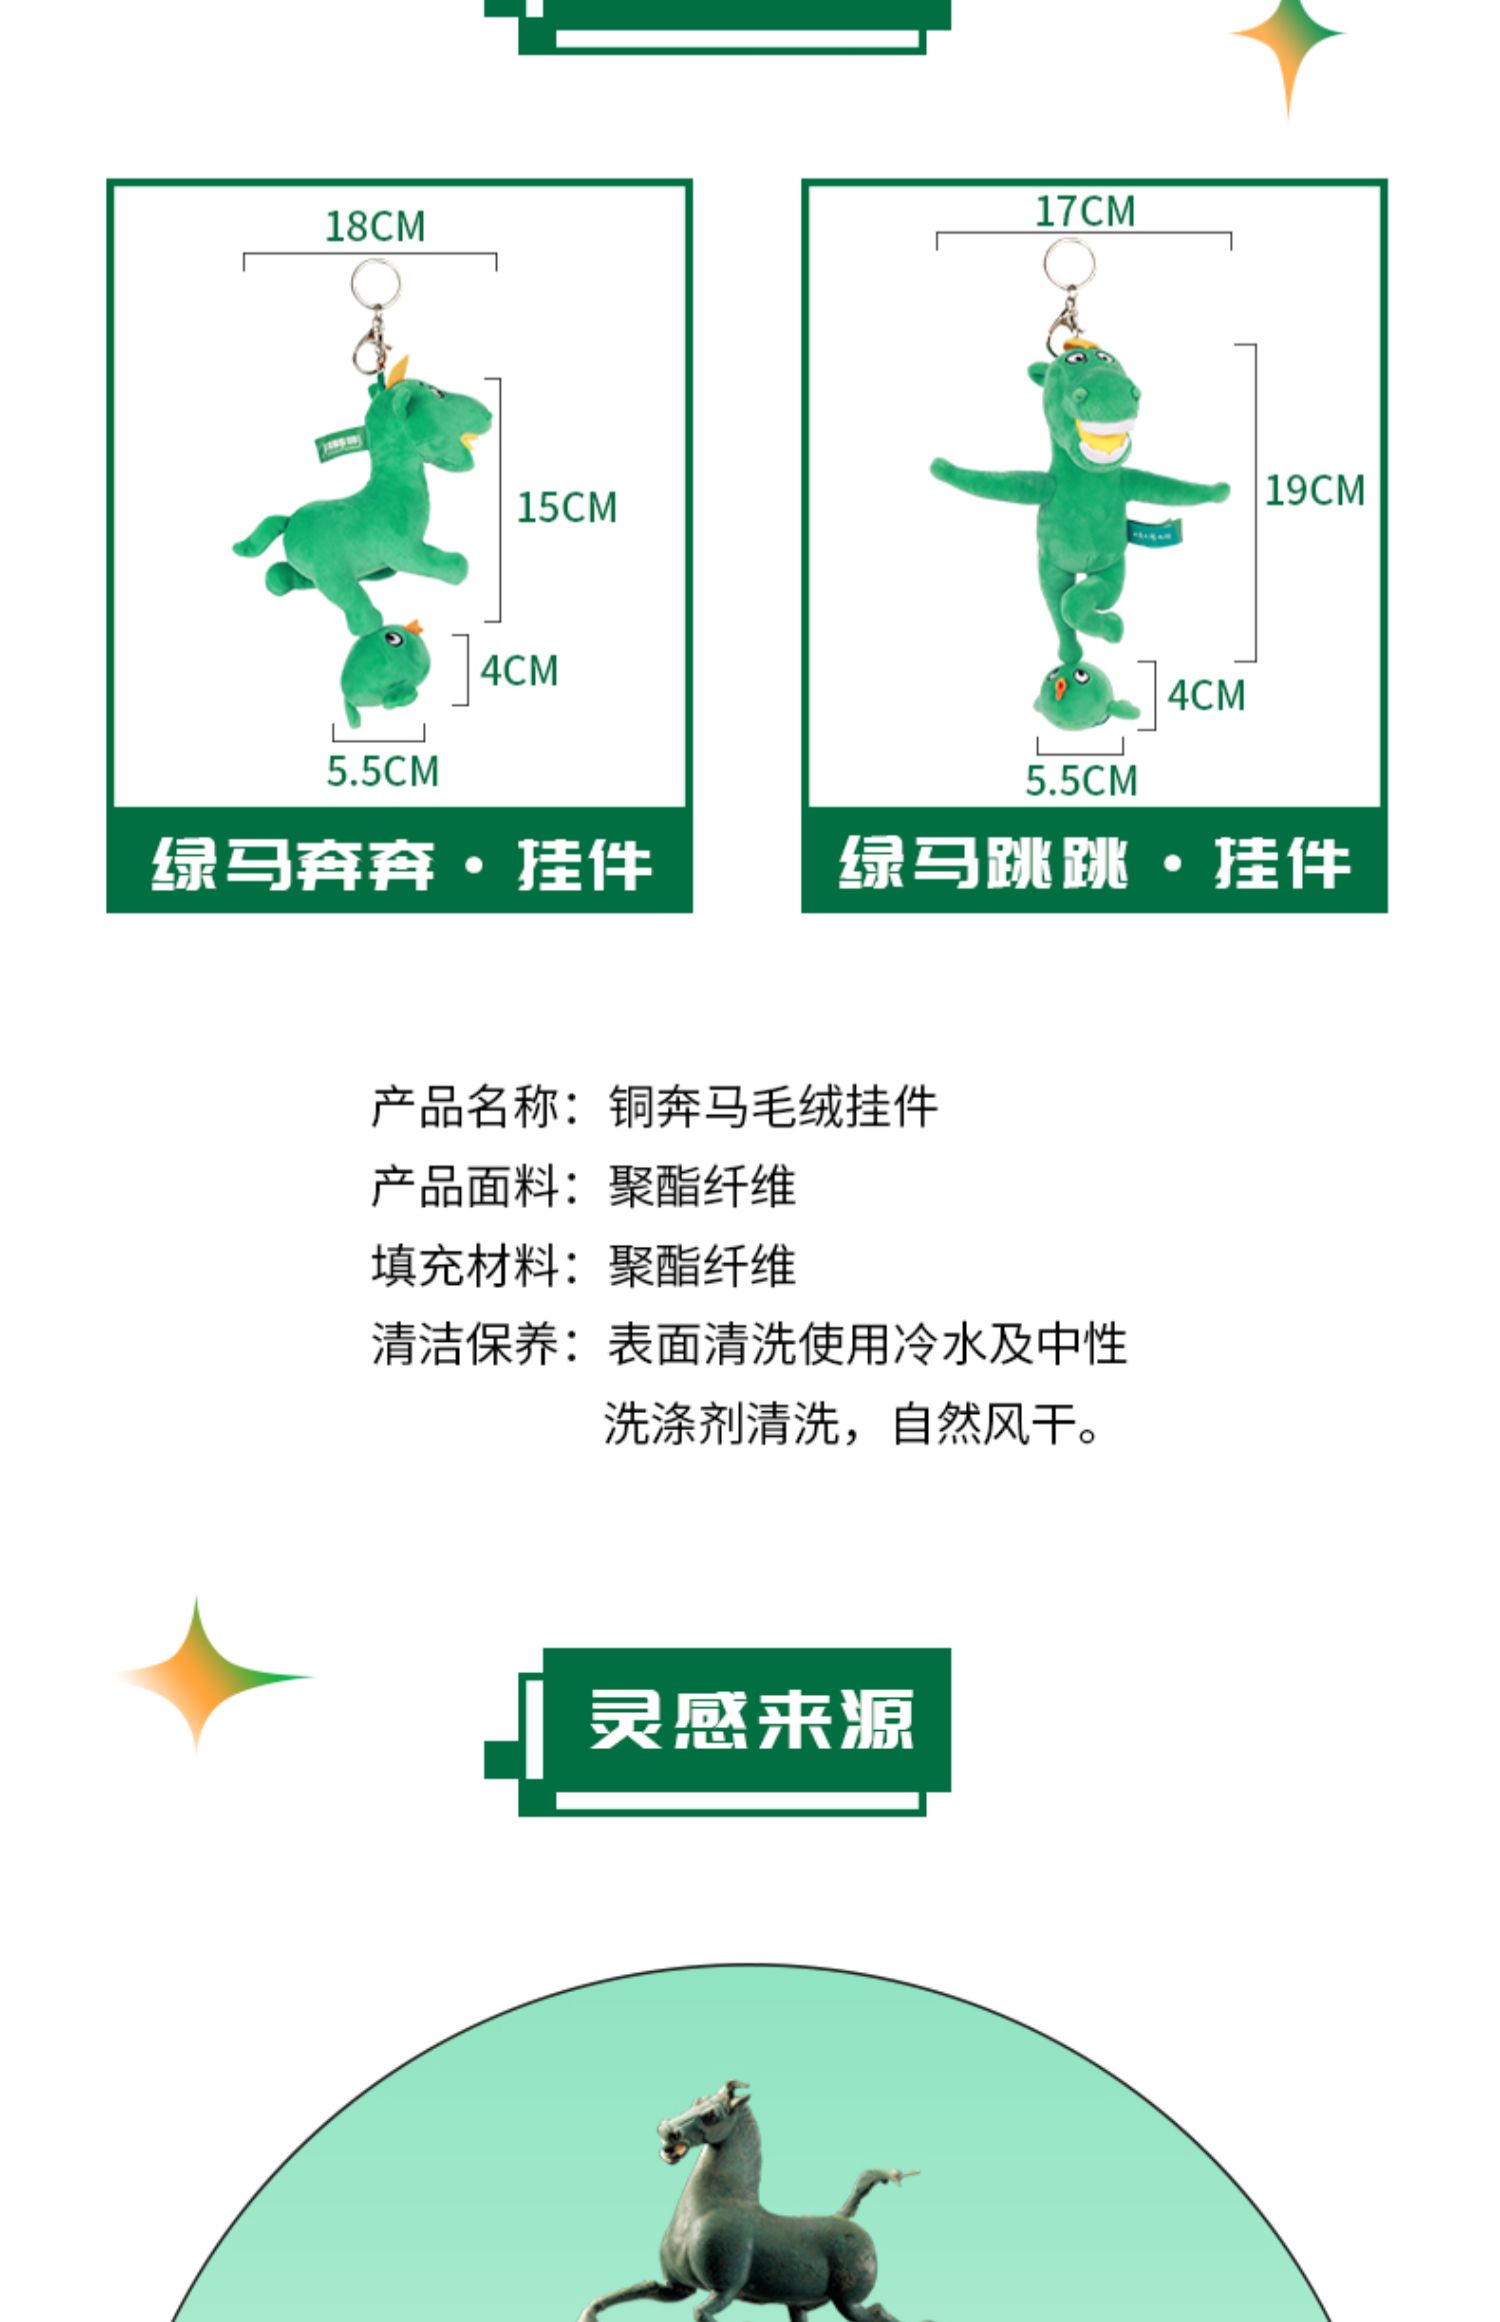 18CM
15CM
4CM
5.5CM
绿马奔奔·挂件
17CM
19CM
4CM
5.5CM
绿马跳跳·挂件
产品名称：铜奔马毛绒挂件
产品面料：聚酯纤维
填充材料：聚酯纤维
清洁保养：表面清洗使用冷水及中性
洗涤剂清洗，自然风干。
灵感来源